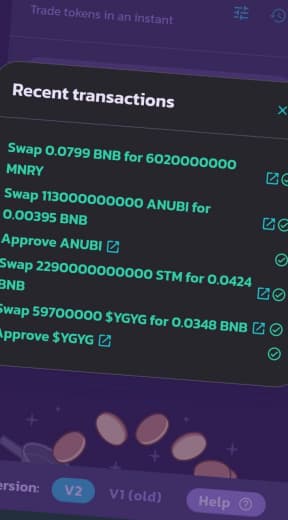 Trade tokens in an instant
Recent transactions
Swap 0.0799 BNB for 6020000000
MNRY
Swap 113000000000 ANUBI for
0.00395 BNB
Approve ANUBI
Swap 2290000000000 STM for 0.0424
BNB
Swap 59700000 $YGYG for 0.0348 BNB
Approve $YGYG
ersion:
V2
V1 (old)
Help